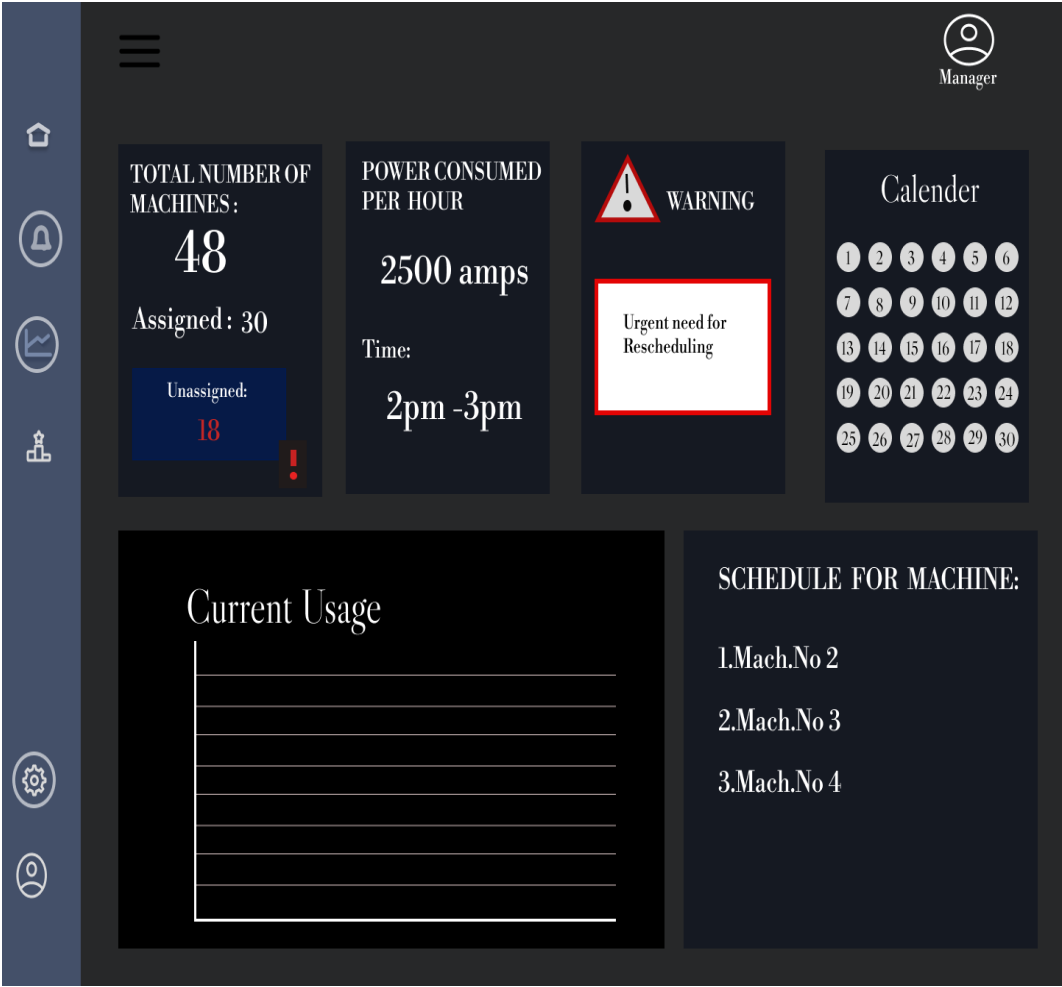 Manager
TOTAL NUMBER OF
MACHINES :
48
Assigned : 30
Unassigned:
18
!
POWER CONSUMED
PER HOUR
2500 amps
Time:
2pm -3pm
! WARNING
Urgent need for
Rescheduling
Calender
1 2 3 4 5 6
7 8 9 10 11 12
13 14 15 16 17 18
19 20 21 22 23 24
25 26 27 28 29 30
Current Usage
SCHEDULE FOR MACHINE:
1.Mach.No 2
2.Mach.No 3
3.Mach.No 4